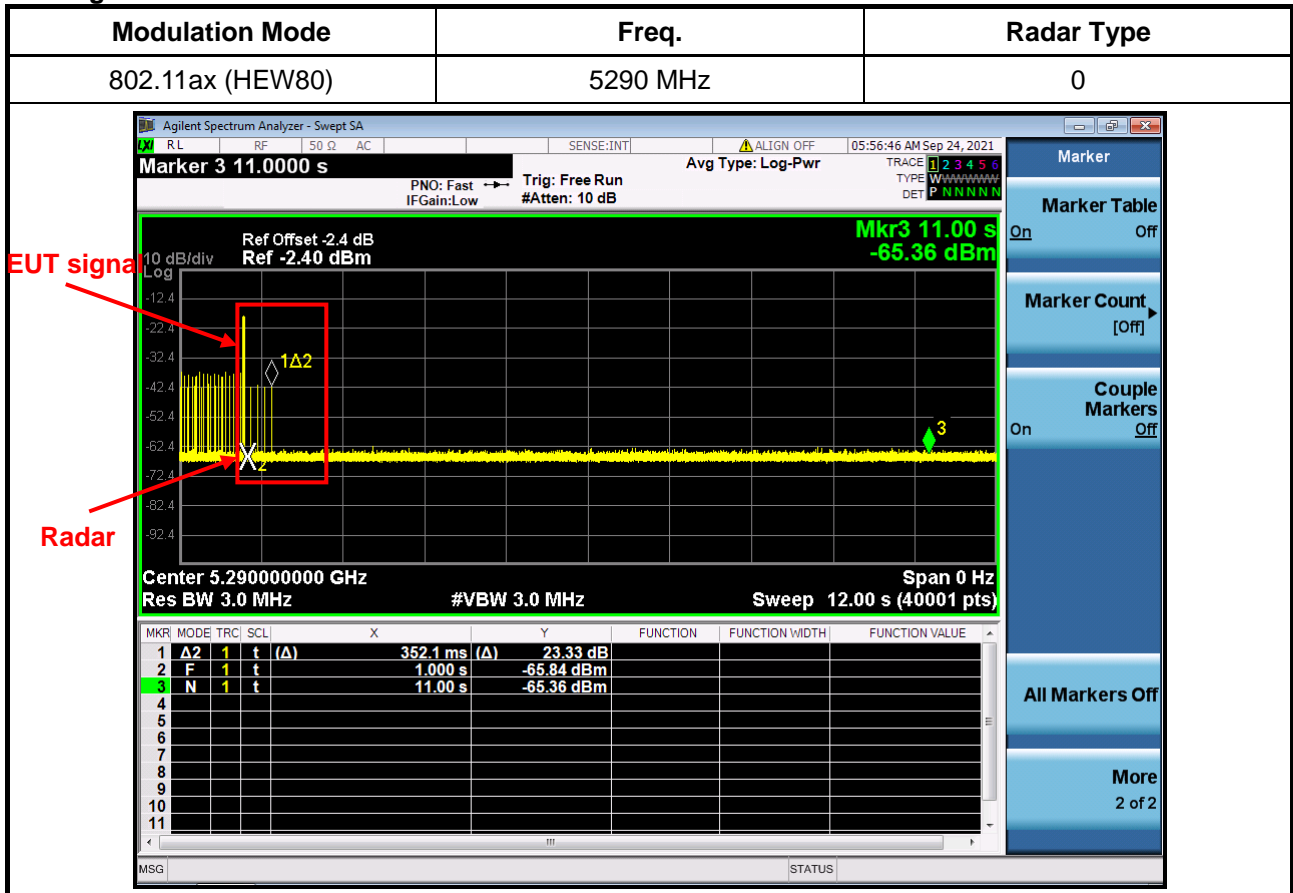 Modulation Mode Freq. Radar Type
802.11ax (HEW80) 5290 MHz 0
Agilent Spectrum Analyzer - Swept SA
LXI RL RF 50 Ω AC SENSE:INT ALIGN OFF 05:56:46 AM Sep 24, 2021
Marker 3 11.0000 s
PNO: Fast
IFGain:Low
Trig: Free Run
#Atten: 10 dB
Avg Type: Log-Pwr
TRACE 1 2 3 4 5 6
TYPE WWWWWW
DET P N N N N N
Ref Offset -2.4 dB
10 dB/div Ref -2.40 dBm
Log
Mkr3 11.00 s
-65.36 dBm
EUT signal
-12.4
-22.4
-32.4
-42.4
-52.4
-62.4
-72.4
-82.4
-92.4
1Δ2
3
2
Radar
Center 5.290000000 GHz Span 0 Hz
Res BW 3.0 MHz #VBW 3.0 MHz Sweep 12.00 s (40001 pts)
MKR MODE TRC SCL X Y FUNCTION FUNCTION WIDTH FUNCTION VALUE
1 Δ2 1 t (Δ) 352.1 ms (Δ) 23.33 dB
2 F 1 t 1.000 s -65.84 dBm
3 N 1 t 11.00 s -65.36 dBm
4
5
6
7
8
9
10
11
MSG STATUS
Marker
Marker Table
On Off
Marker Count
[Off]
Couple
Markers
On Off
All Markers Off
More
2 of 2